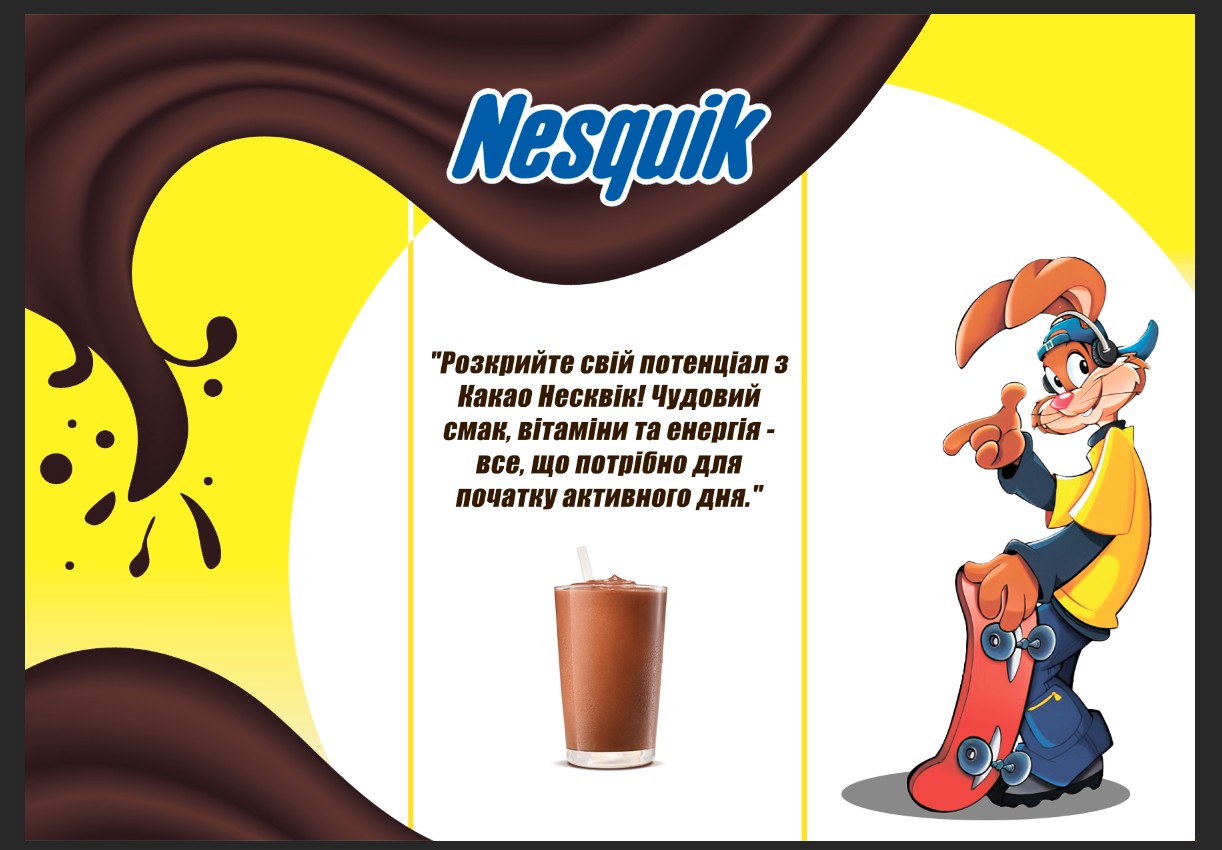 Nesquik
"Розкрийте свій потенціал з
Какао Несквік! Чудовий
смак, вітаміни та енергія -
все, що потрібно для
початку активного дня."